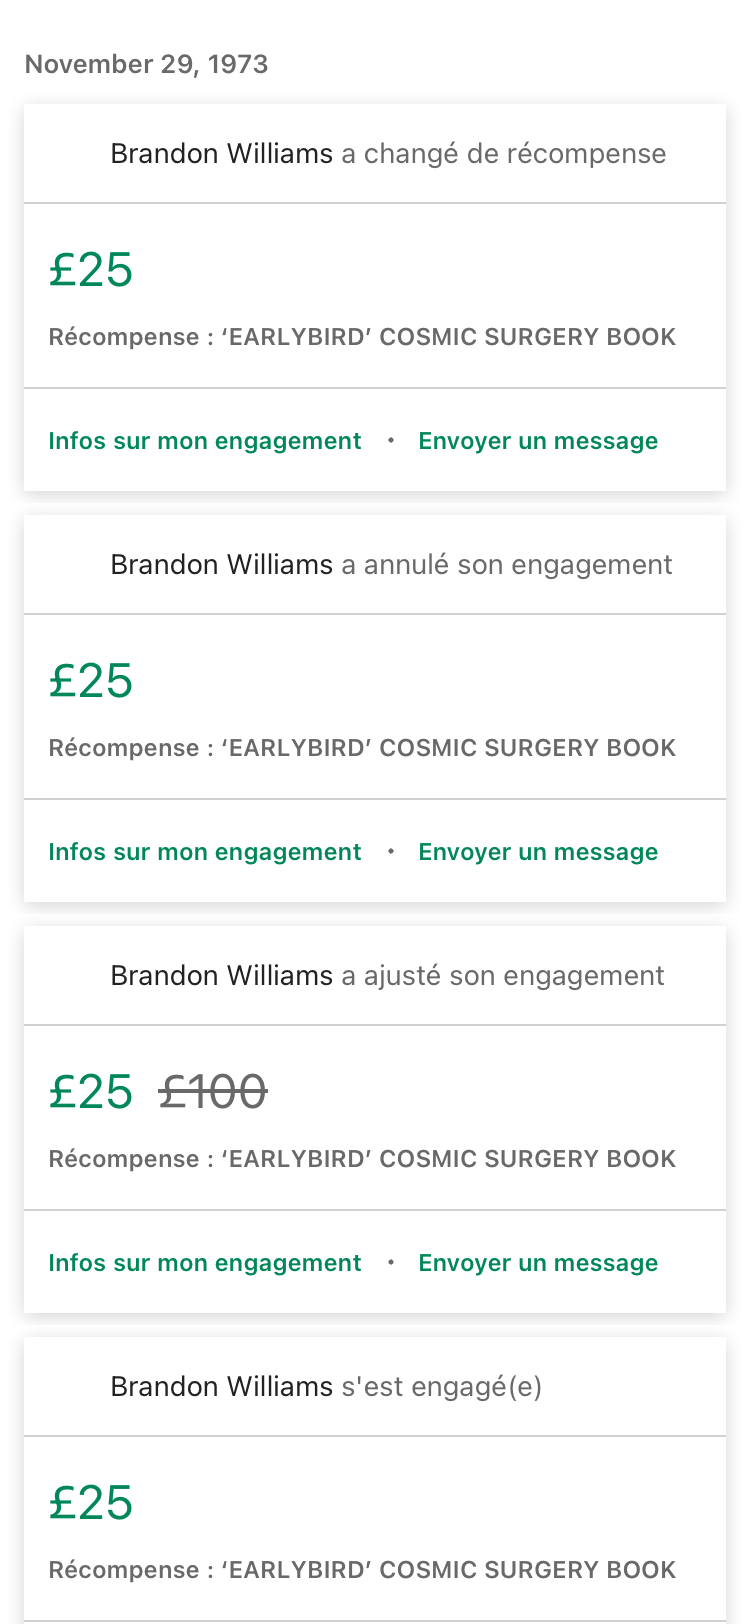 November 29, 1973
Brandon Williams a changé de récompense
£25
Récompense : ‘EARLYBIRD’ COSMIC SURGERY BOOK
Infos sur mon engagement • Envoyer un message
Brandon Williams a annulé son engagement
£25
Récompense : ‘EARLYBIRD’ COSMIC SURGERY BOOK
Infos sur mon engagement • Envoyer un message
Brandon Williams a ajusté son engagement
£25 £100
Récompense : ‘EARLYBIRD’ COSMIC SURGERY BOOK
Infos sur mon engagement • Envoyer un message
Brandon Williams s'est engagé(e)
£25
Récompense : ‘EARLYBIRD’ COSMIC SURGERY BOOK